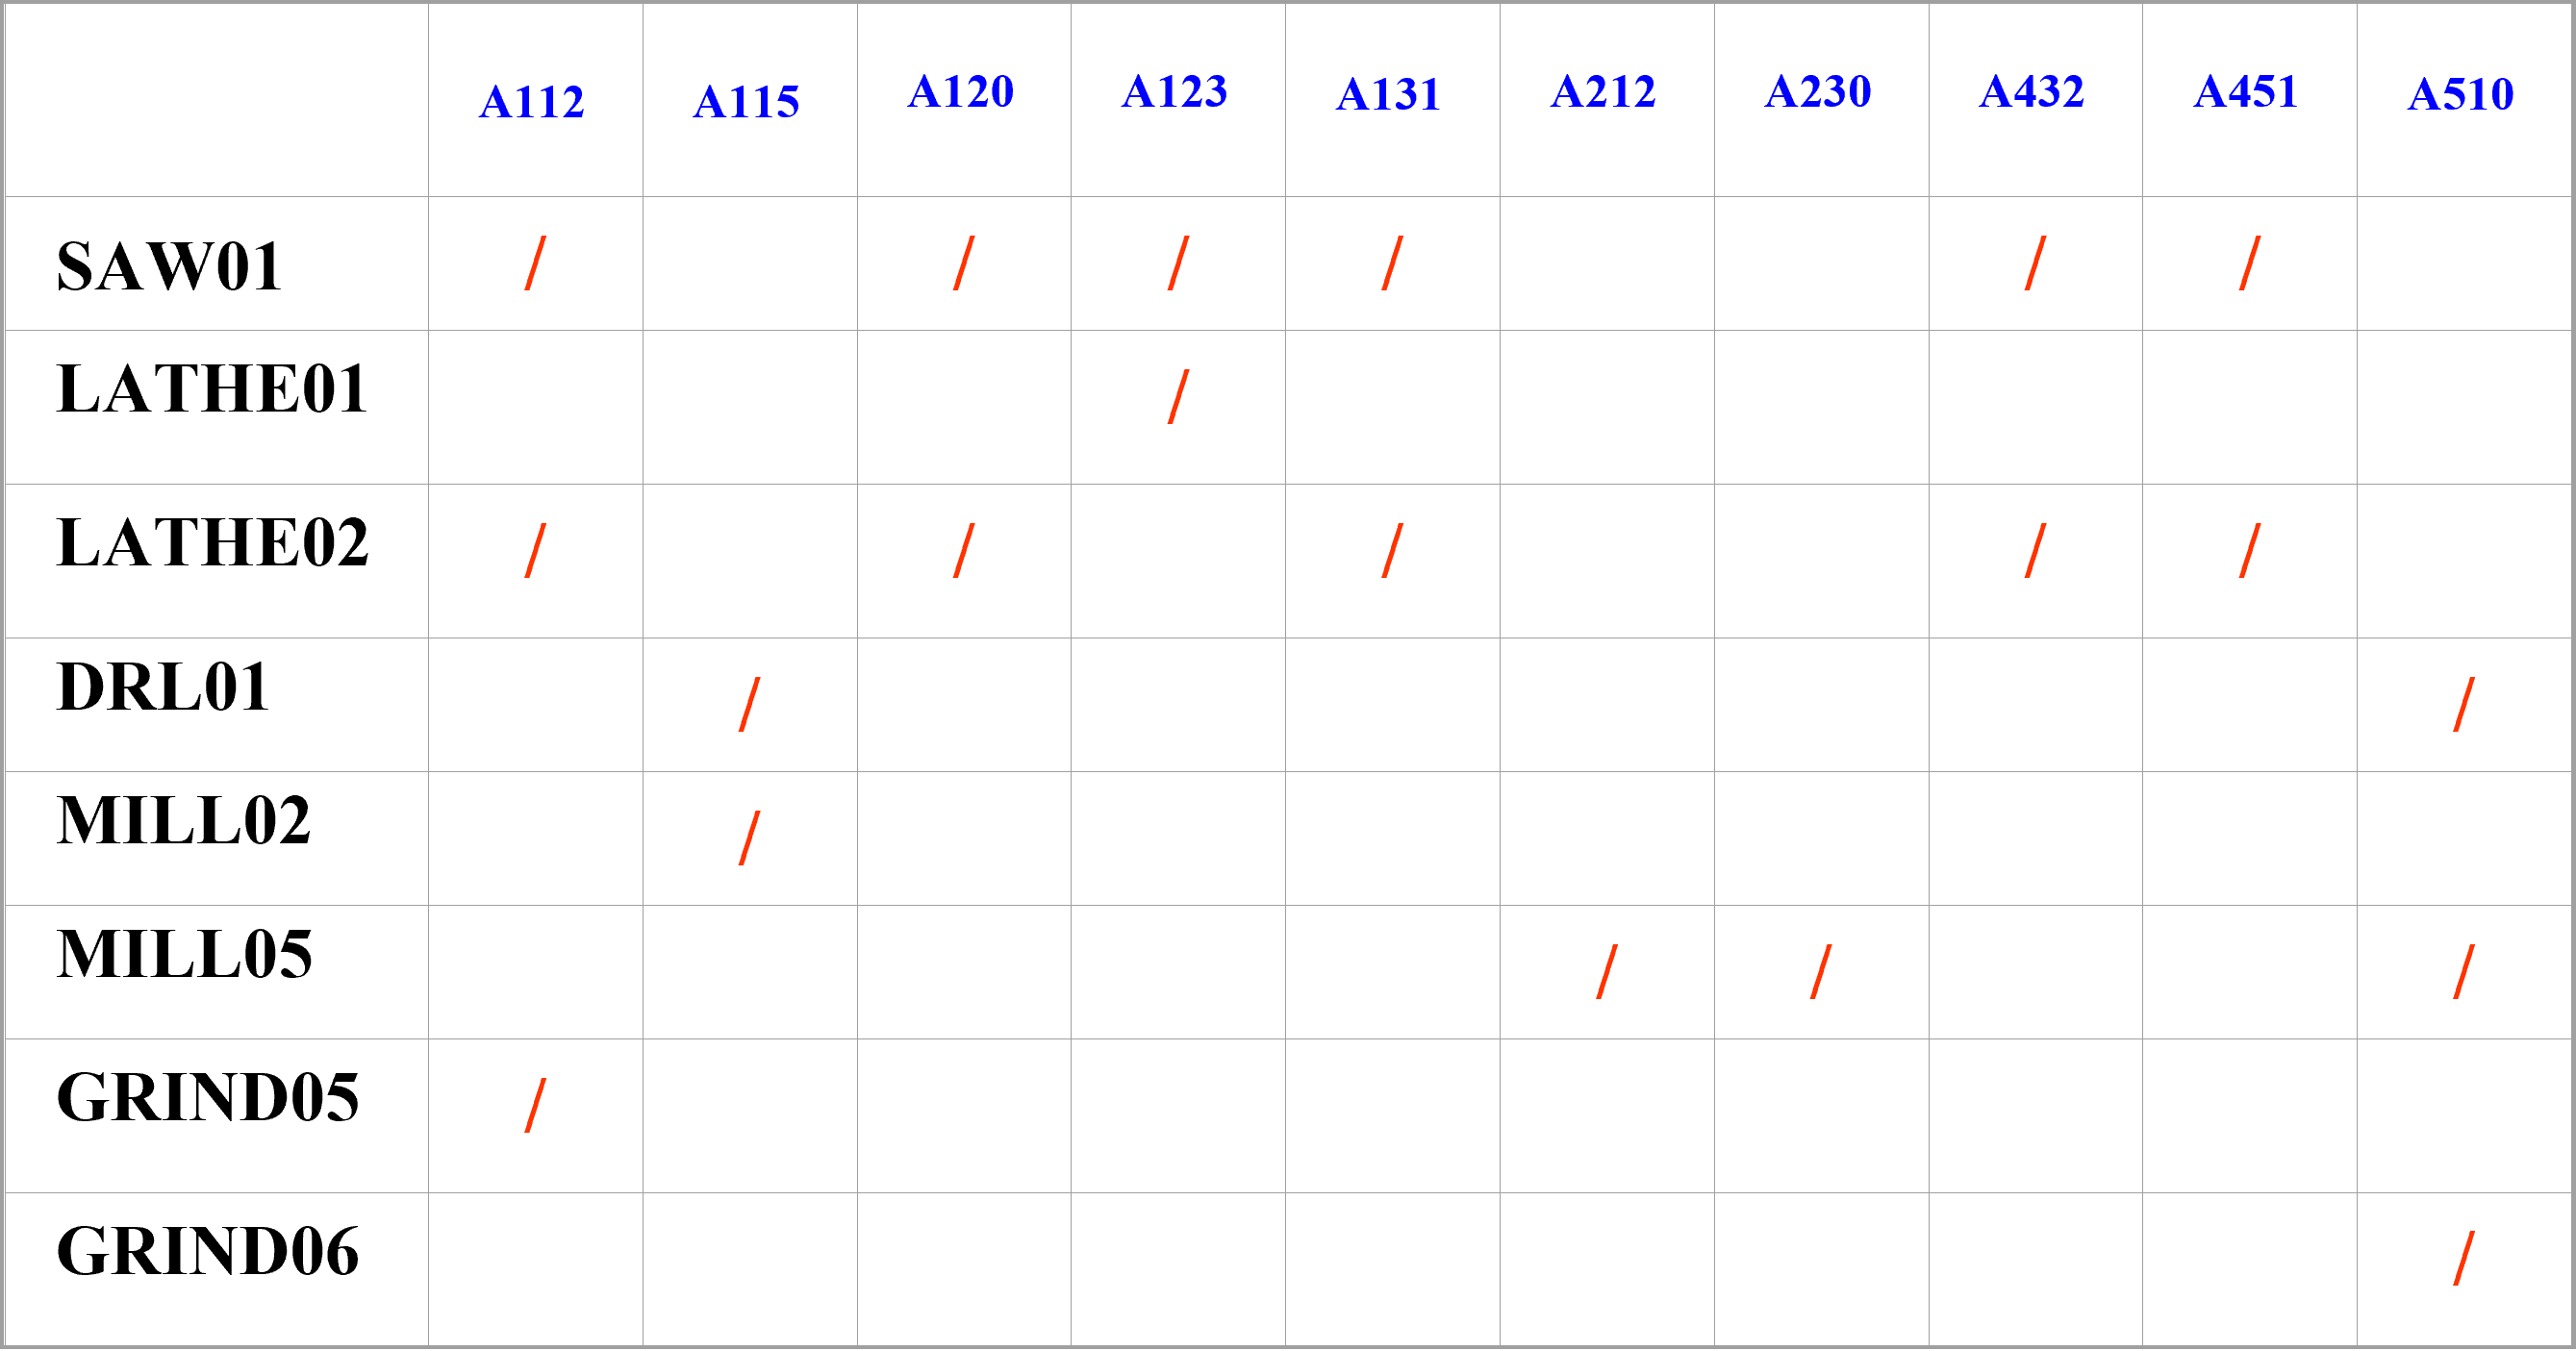 A112 A115 A120 A123 A131 A212 A230 A432 A451 A510
SAW01 / / / / / /
LATHE01 /
LATHE02 / / / / /
DRL01 / /
MILL02 /
MILL05 / / /
GRIND05 /
GRIND06 /